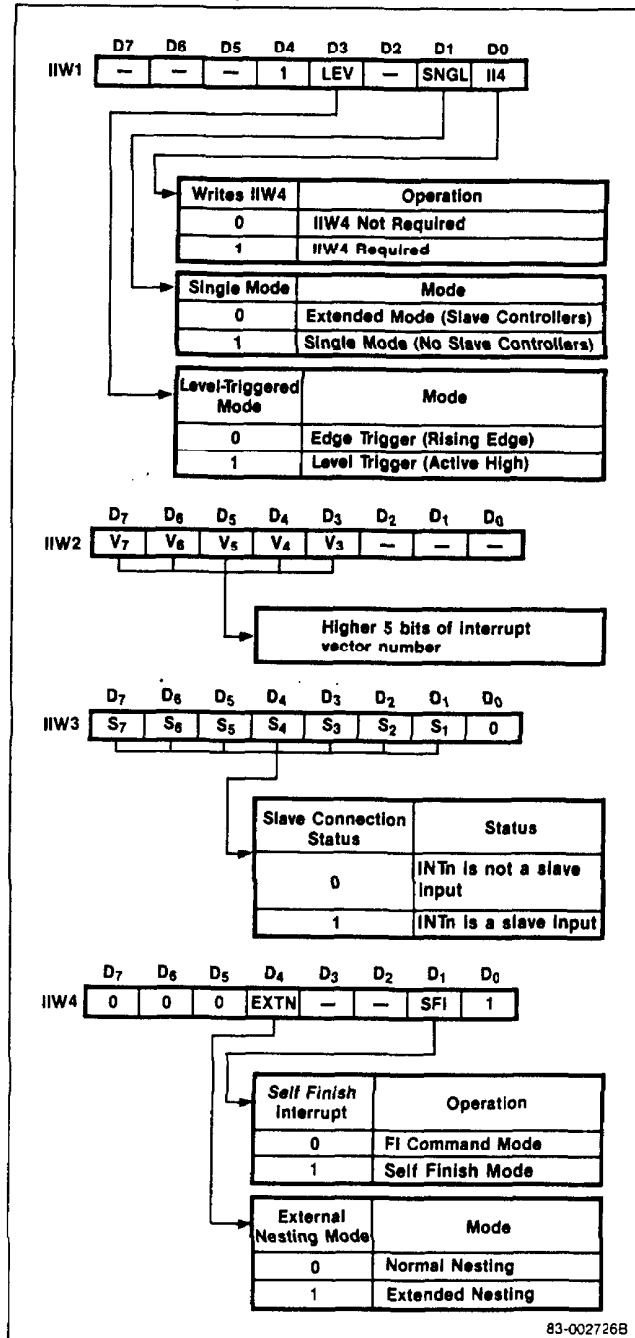 D7 D6 D5 D4 D3 D2 D1 D0
IIW1 — — — 1 LEV — SNGL II4
Writes IIW4 Operation
0 IIW4 Not Required
1 IIW4 Required
Single Mode Mode
0 Extended Mode (Slave Controllers)
1 Single Mode (No Slave Controllers)
Level-Triggered
Mode Mode
0 Edge Trigger (Rising Edge)
1 Level Trigger (Active High)
D7 D6 D5 D4 D3 D2 D1 D0
IIW2 V7 V6 V5 V4 V3 — — —
Higher 5 bits of interrupt
vector number
D7 D6 D5 D4 D3 D2 D1 D0
IIW3 S7 S6 S5 S4 S3 S2 S1 0
Slave Connection
Status Status
0 INTn is not a slave
input
1 INTn is a slave input
D7 D6 D5 D4 D3 D2 D1 D0
IIW4 0 0 0 EXTN — — SFI 1
Self Finish
Interrupt Operation
0 FI Command Mode
1 Self Finish Mode
External
Nesting Mode Mode
0 Normal Nesting
1 Extended Nesting
83-002726B